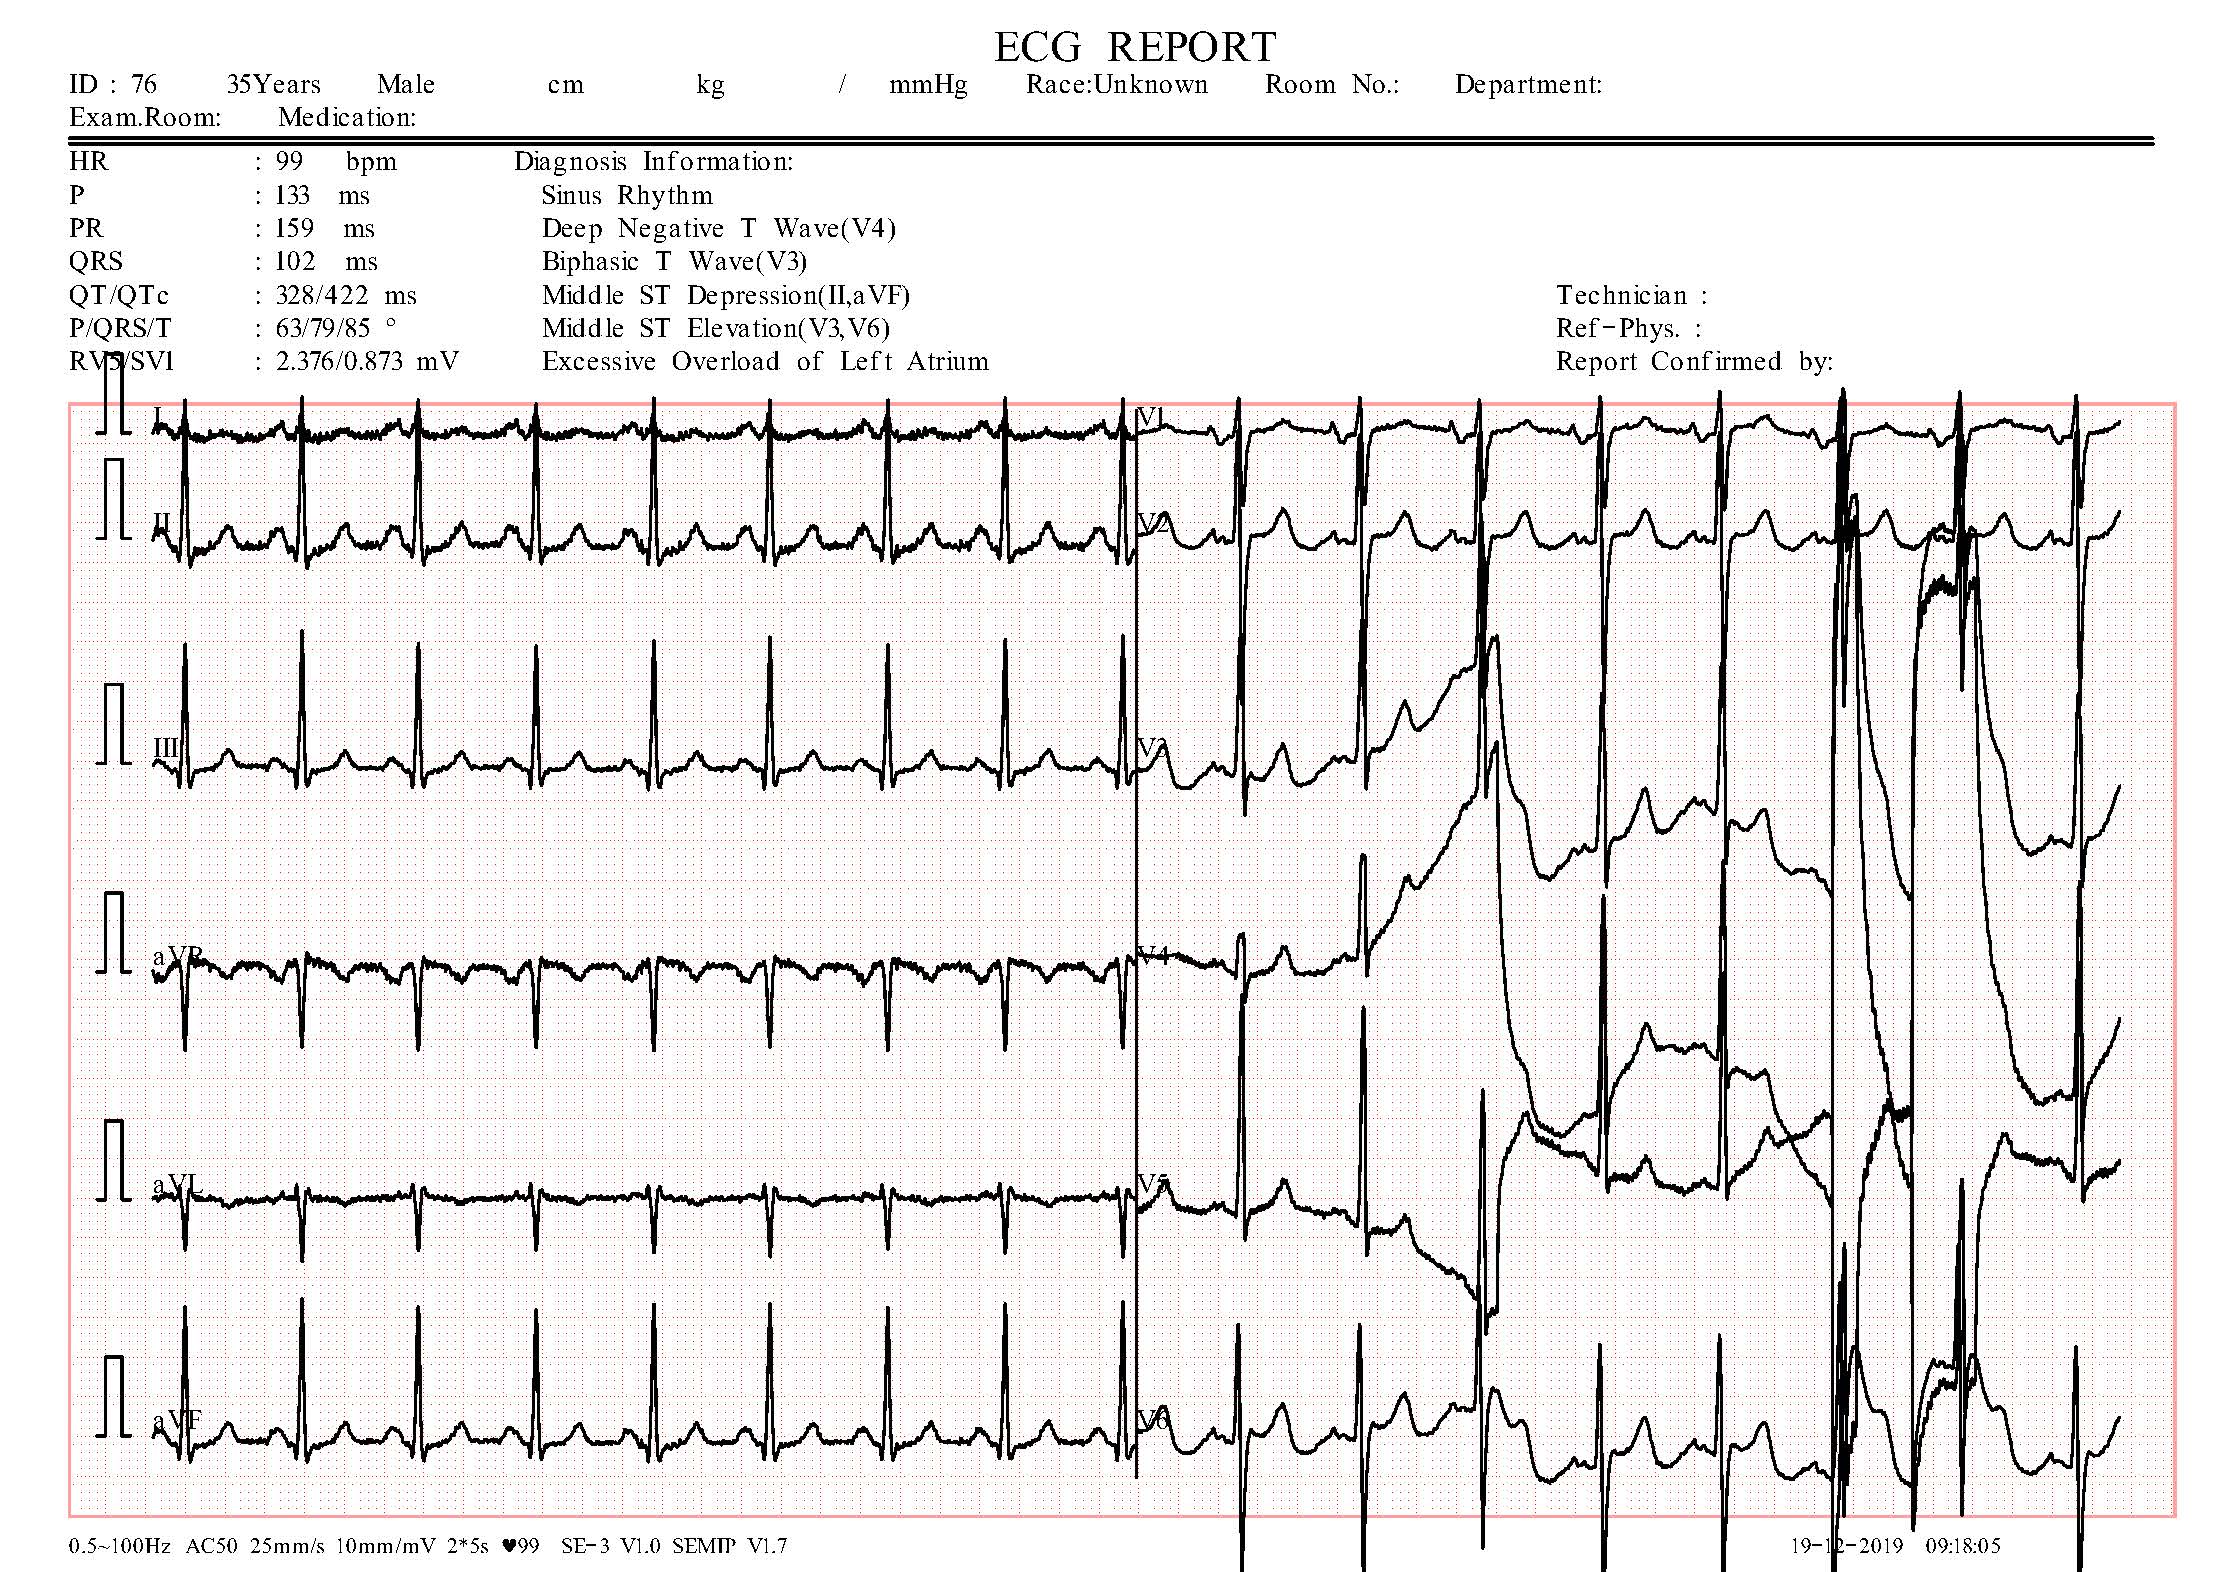 ECG REPORT
ID : 76 35Years Male cm kg / mmHg Race:Unknown Room No.: Department:
Exam.Room: Medication:
HR : 99 bpm Diagnosis Information:
P : 133 ms Sinus Rhythm
PR : 159 ms Deep Negative T Wave(V4)
QRS : 102 ms Biphasic T Wave(V3)
QT/QTc : 328/422 ms Middle ST Depression(II,aVF) Technician :
P/QRS/T : 63/79/85 ° Middle ST Elevation(V3,V6) Ref-Phys. :
RV5/SV1 : 2.376/0.873 mV Excessive Overload of Left Atrium Report Confirmed by:
I V1
II V2
III V3
aVR V4
aVL V5
aVF V6
0.5~100Hz AC50 25mm/s 10mm/mV 2*5s ♥99 SE-3 V1.0 SEMIP V1.7 19-12-2019 09:18:05